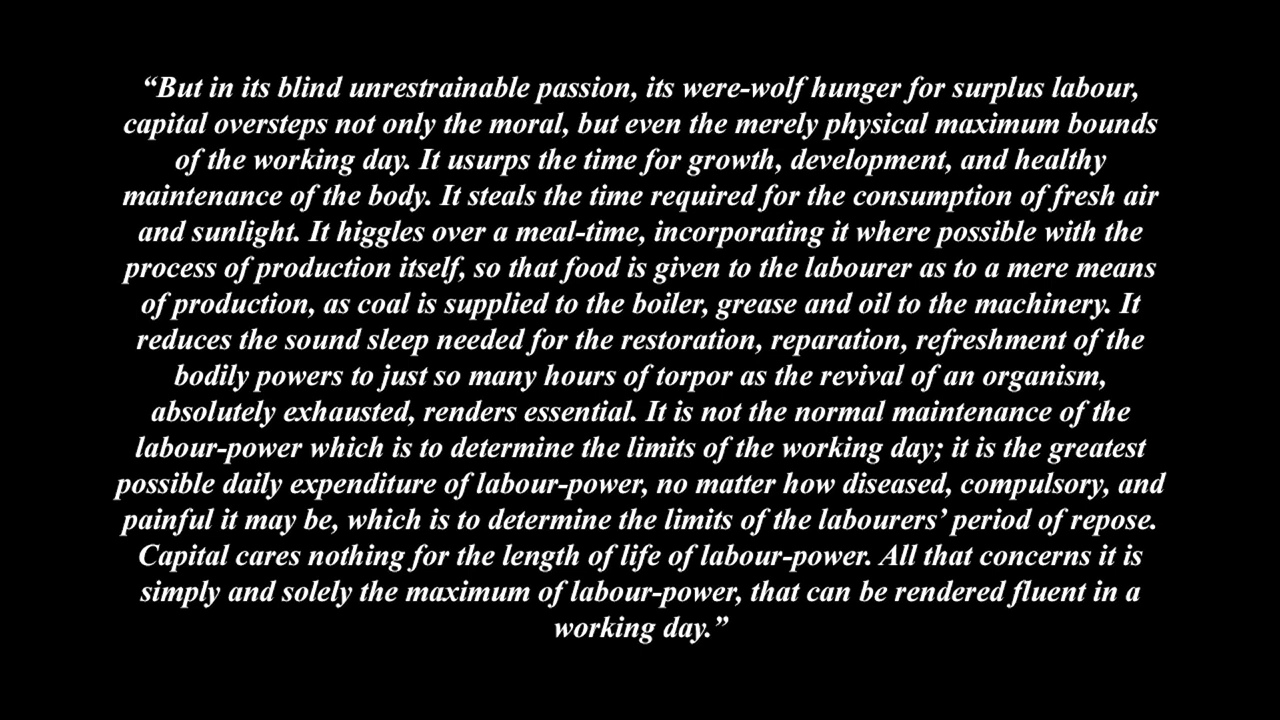 “But in its blind unrestrainable passion, its were-wolf hunger for surplus labour,
capital oversteps not only the moral, but even the merely physical maximum bounds
of the working day. It usurps the time for growth, development, and healthy
maintenance of the body. It steals the time required for the consumption of fresh air
and sunlight. It higgles over a meal-time, incorporating it where possible with the
process of production itself, so that food is given to the labourer as to a mere means
of production, as coal is supplied to the boiler, grease and oil to the machinery. It
reduces the sound sleep needed for the restoration, reparation, refreshment of the
bodily powers to just so many hours of torpor as the revival of an organism,
absolutely exhausted, renders essential. It is not the normal maintenance of the
labour-power which is to determine the limits of the working day; it is the greatest
possible daily expenditure of labour-power, no matter how diseased, compulsory, and
painful it may be, which is to determine the limits of the labourers’ period of repose.
Capital cares nothing for the length of life of labour-power. All that concerns it is
simply and solely the maximum of labour-power, that can be rendered fluent in a
working day.”